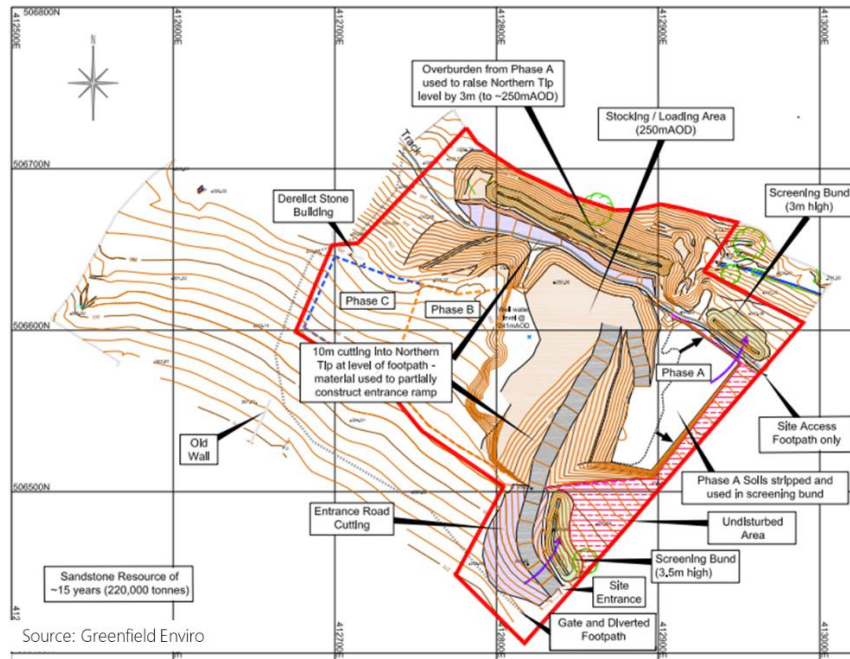 506800N
412500E
412600E
412700E
412800E
412900E
413000E
Overburden from Phase A
used to raise Northern Tip
level by 3m (to ~250mAOD)
Stocking / Loading Area
(250mAOD)
Track
506700N
Screening Bund
(3m high)
Derelict Stone
Building
Phase C
Phase B
506600N
10m cutting into Northern
Tip at level of footpath -
material used to partially
construct entrance ramp
Phase A
Old
Wall
Site Access
Footpath only
Phase A Soils stripped and
used in screening bund
506500N
Entrance Road
Cutting
Undisturbed
Area
Screening Bund
(3.5m high)
Sandstone Resource of
~15 years (220,000 tonnes)
Site
Entrance
Gate and Diverted
Footpath
412
Source: Greenfield Enviro